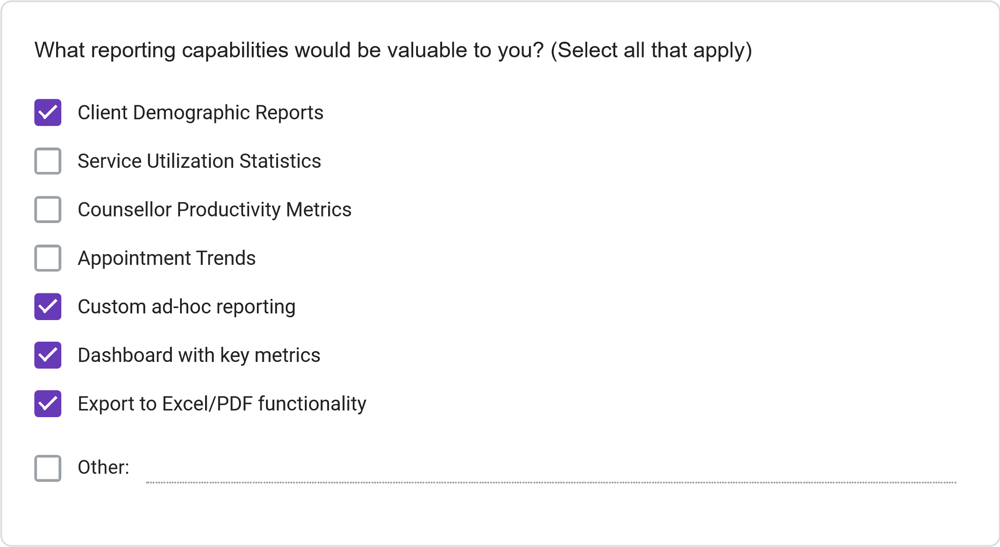 What reporting capabilities would be valuable to you? (Select all that apply)
Client Demographic Reports
Service Utilization Statistics
Counsellor Productivity Metrics
Appointment Trends
Custom ad-hoc reporting
Dashboard with key metrics
Export to Excel/PDF functionality
Other: